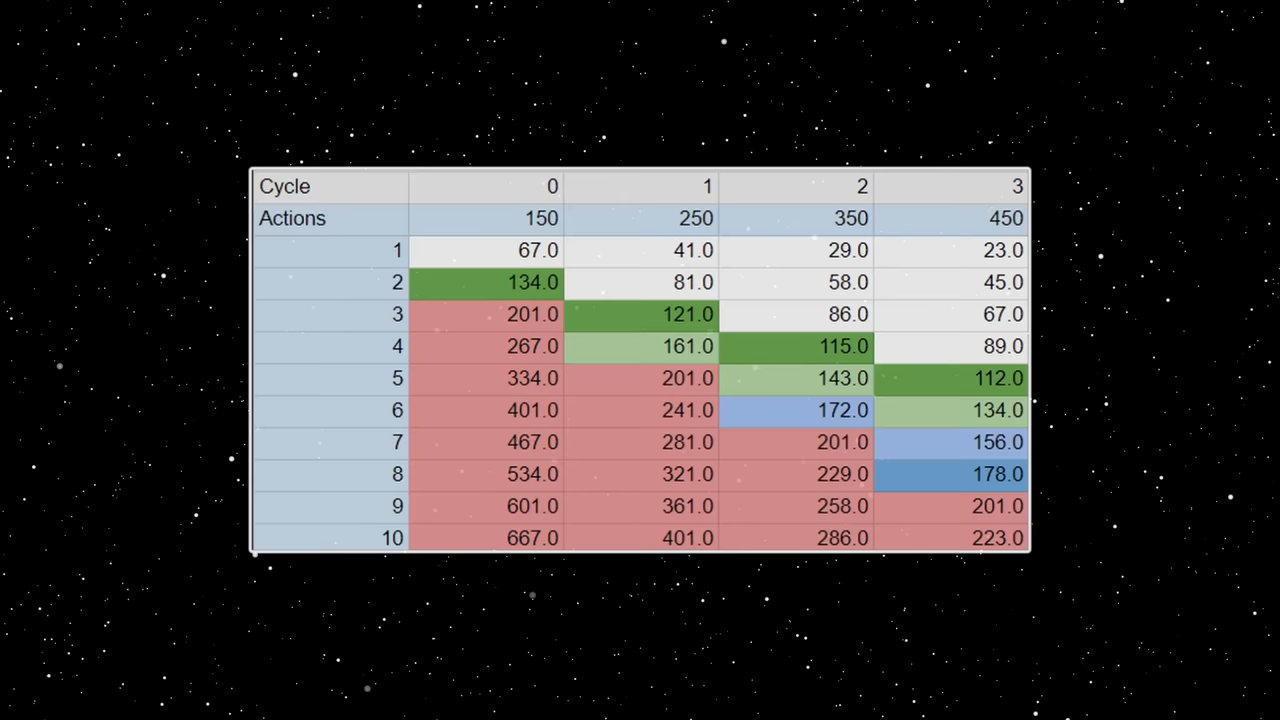 Cycle 0 1 2 3
Actions 150 250 350 450
1 67.0 41.0 29.0 23.0
2 134.0 81.0 58.0 45.0
3 201.0 121.0 86.0 67.0
4 267.0 161.0 115.0 89.0
5 334.0 201.0 143.0 112.0
6 401.0 241.0 172.0 134.0
7 467.0 281.0 201.0 156.0
8 534.0 321.0 229.0 178.0
9 601.0 361.0 258.0 201.0
10 667.0 401.0 286.0 223.0